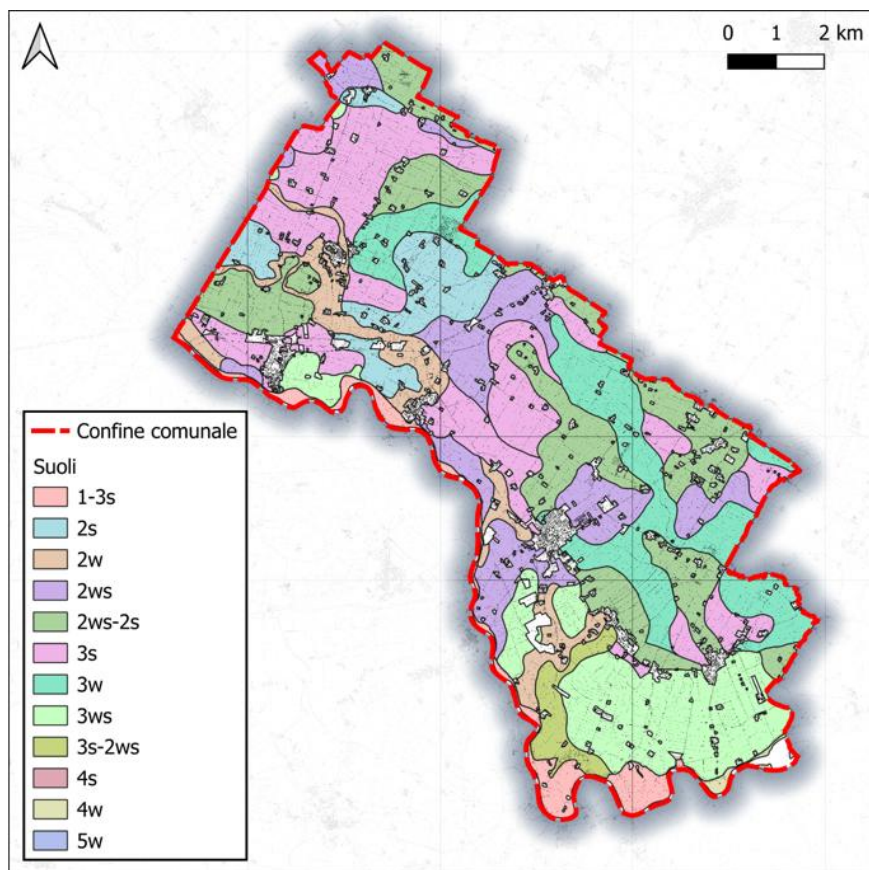 0 1 2 km
Confine comunale
Suoli
1-3s
2s
2w
2ws
2ws-2s
3s
3w
3ws
3s-2ws
4s
4w
5w